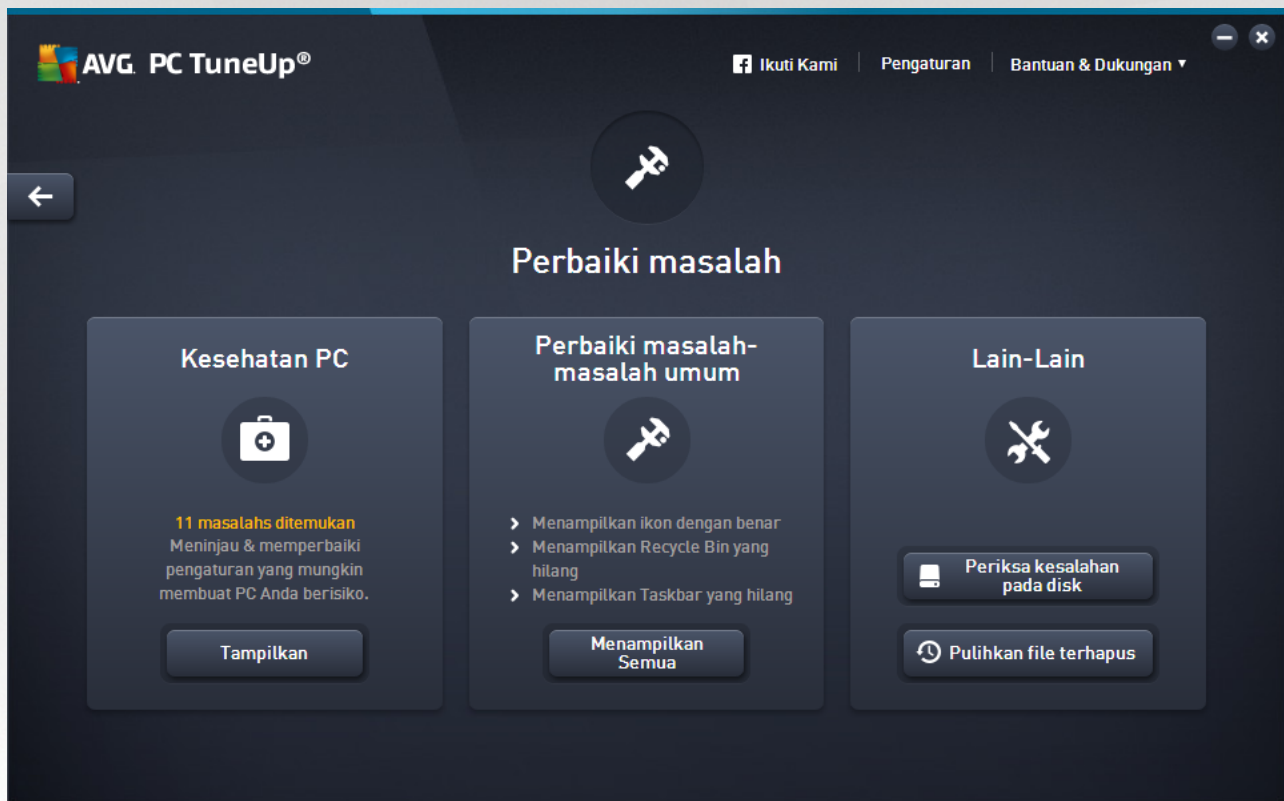 AVG. PC TuneUp®
Ikuti Kami
Pengaturan
Bantuan & Dukungan
Perbaiki masalah
Kesehatan PC
11 masalahs ditemukan
Meninjau & memperbaiki
pengaturan yang mungkin
membuat PC Anda berisiko.
Tampilkan
Perbaiki masalah-
masalah umum
Menampilkan ikon dengan benar
Menampilkan Recycle Bin yang
hilang
Menampilkan Taskbar yang hilang
Menampilkan
Semua
Lain-Lain
Periksa kesalahan
pada disk
Pulihkan file terhapus